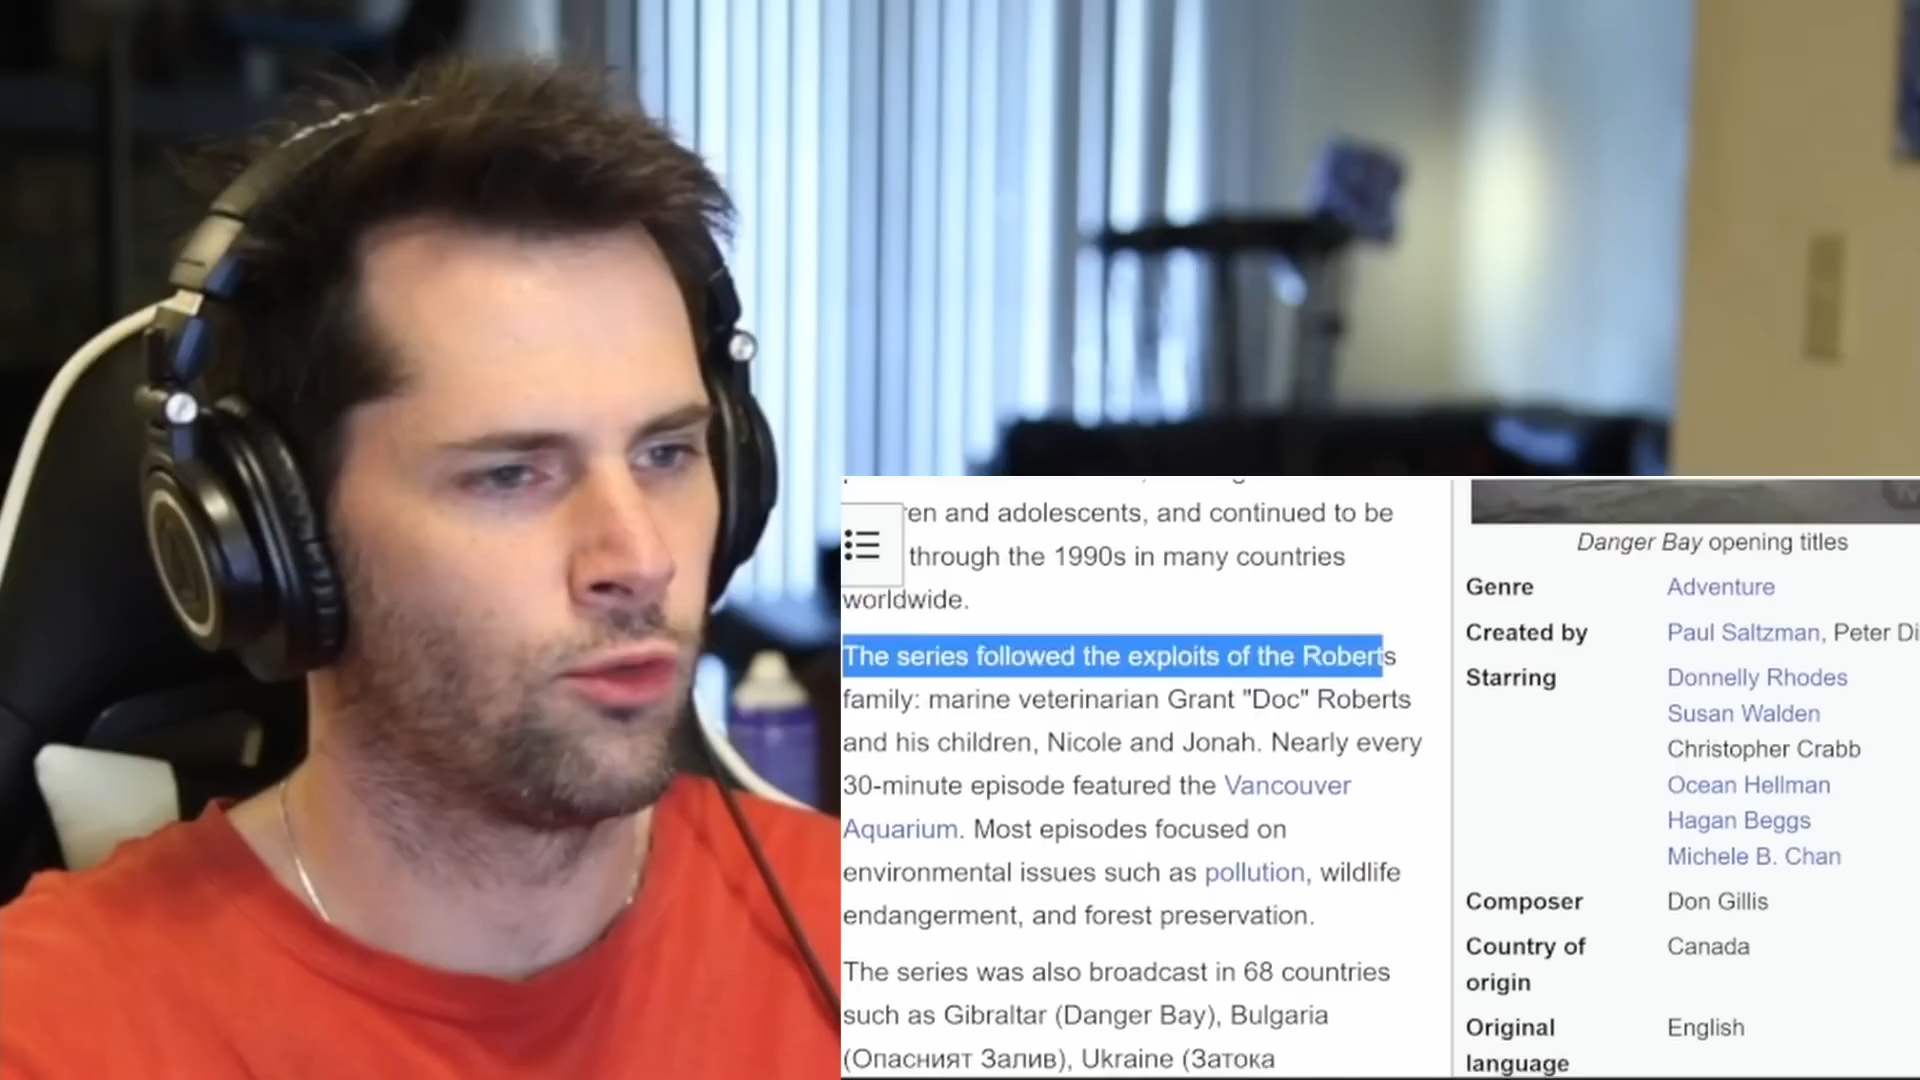 ren and adolescents, and continued to be
through the 1990s in many countries
worldwide.
The series followed the exploits of the Roberts
family: marine veterinarian Grant "Doc" Roberts
and his children, Nicole and Jonah. Nearly every
30-minute episode featured the Vancouver
Aquarium. Most episodes focused on
environmental issues such as pollution, wildlife
endangerment, and forest preservation.
The series was also broadcast in 68 countries
such as Gibraltar (Danger Bay), Bulgaria
(Опасният Залив), Ukraine (Затока
Danger Bay opening titles
Genre Adventure
Created by Paul Saltzman, Peter Di
Starring Donnelly Rhodes
Susan Walden
Christopher Crabb
Ocean Hellman
Hagan Beggs
Michele B. Chan
Composer Don Gillis
Country of Canada
origin
Original English
language